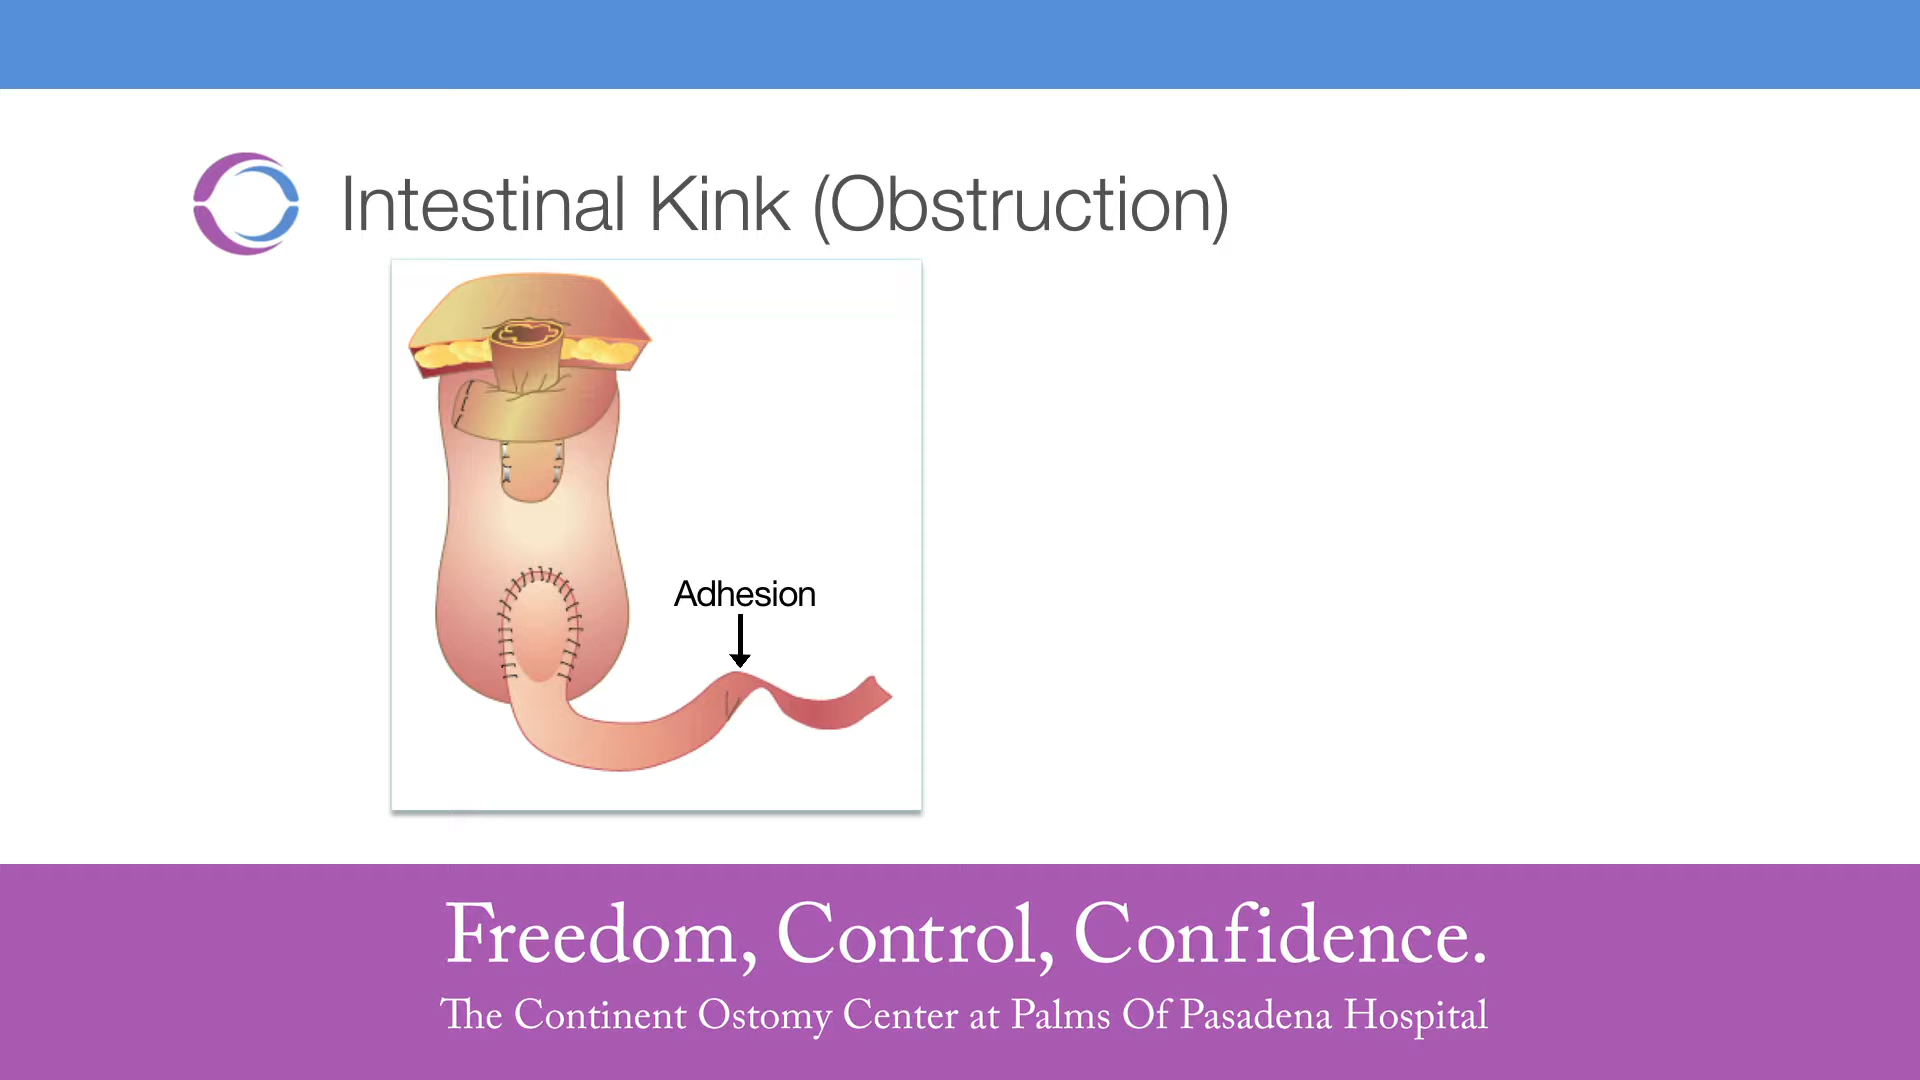 Intestinal Kink (Obstruction)
Adhesion
Freedom, Control, Confidence.
The Continent Ostomy Center at Palms Of Pasadena Hospital